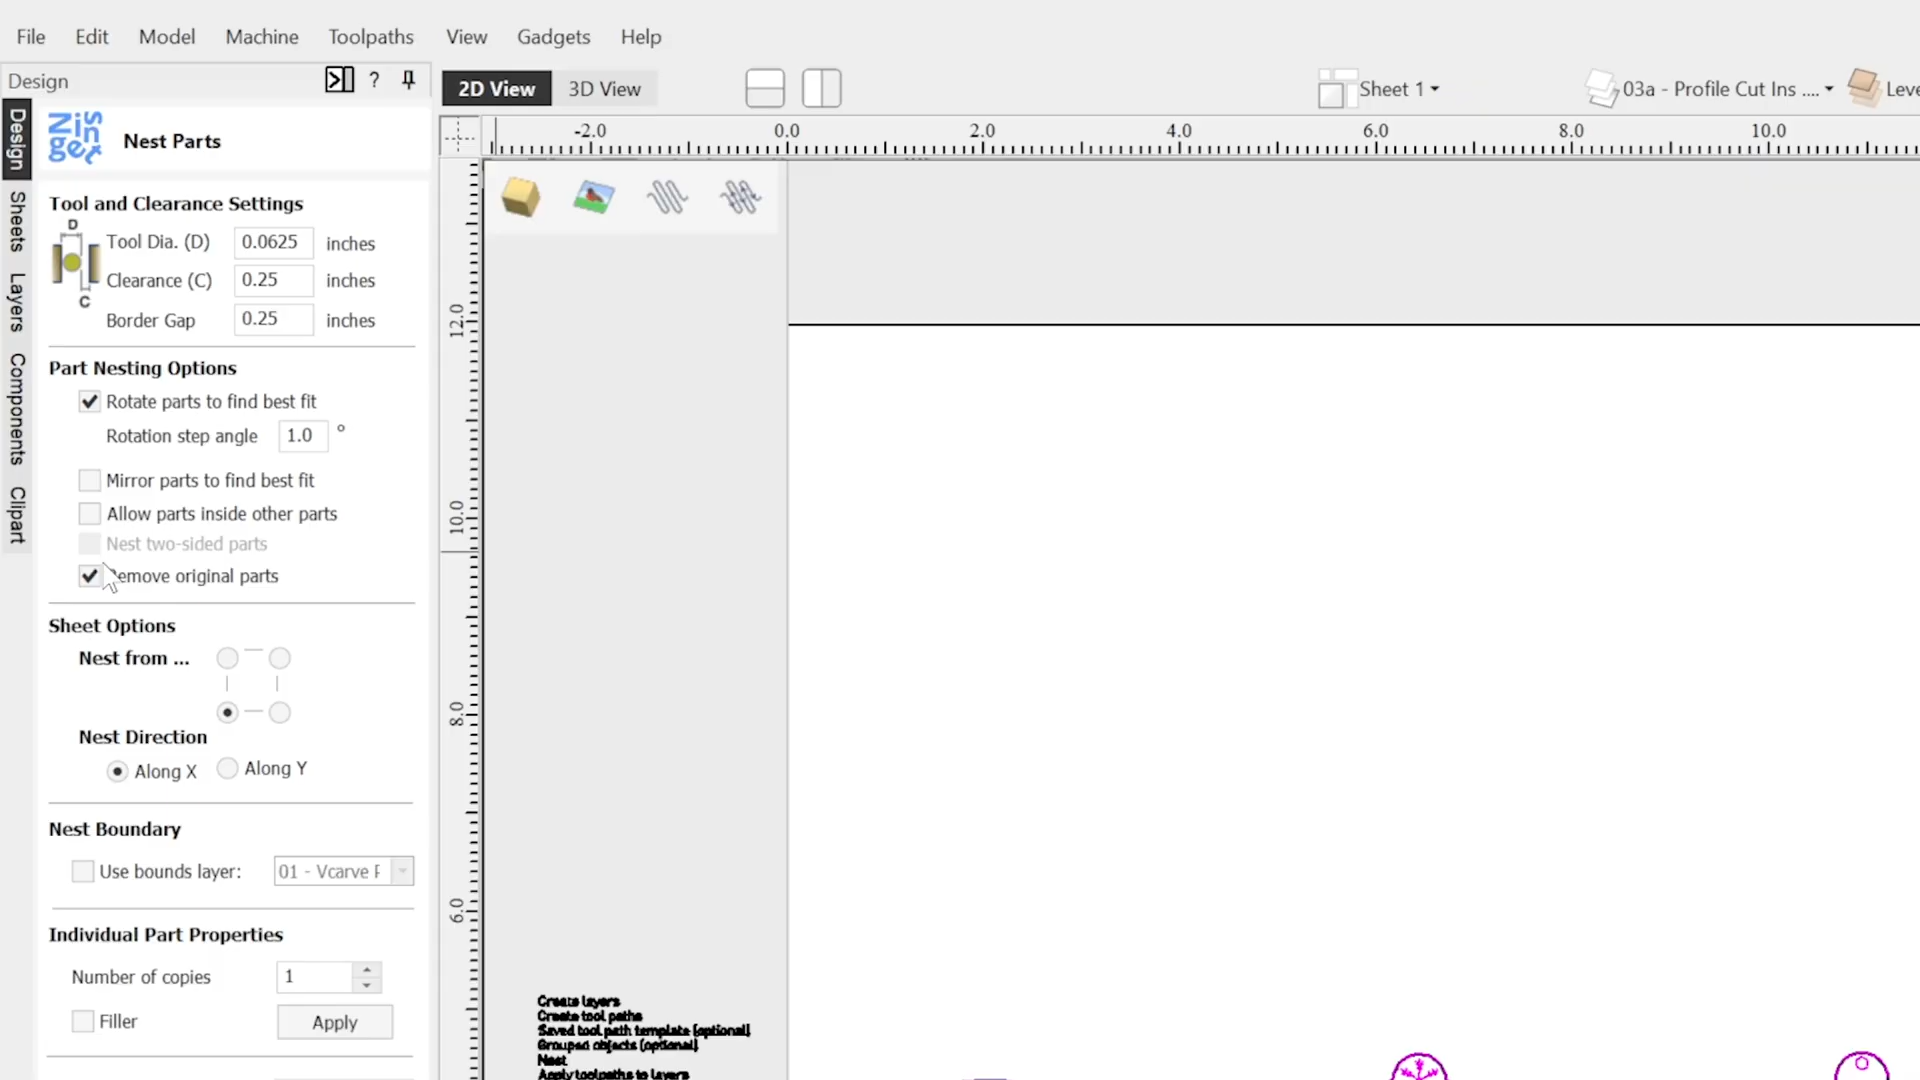 File Edit Model Machine Toolpaths View Gadgets Help
Design ?
2D View 3D View Sheet 1 03a - Profile Cut Ins .... Leve
Design
Sheets
Layers
Components
Clipart
Nest Parts
-2.0 0.0 2.0 4.0 6.0 8.0 10.0
12.0
10.0
8.0
6.0
Tool and Clearance Settings
D
Tool Dia. (D) 0.0625 inches
Clearance (C) 0.25 inches
C
Border Gap 0.25 inches
Part Nesting Options
Rotate parts to find best fit
Rotation step angle 1.0 °
Mirror parts to find best fit
Allow parts inside other parts
Nest two-sided parts
Remove original parts
Sheet Options
Nest from ...
Nest Direction
Along X Along Y
Nest Boundary
Use bounds layer: 01 - Vcarve
Individual Part Properties
Number of copies 1
Filler Apply
Create layers
Create tool paths
Saved tool path template (optional)
Grouped objects (optional)
Nest
Apply toolpaths to layers